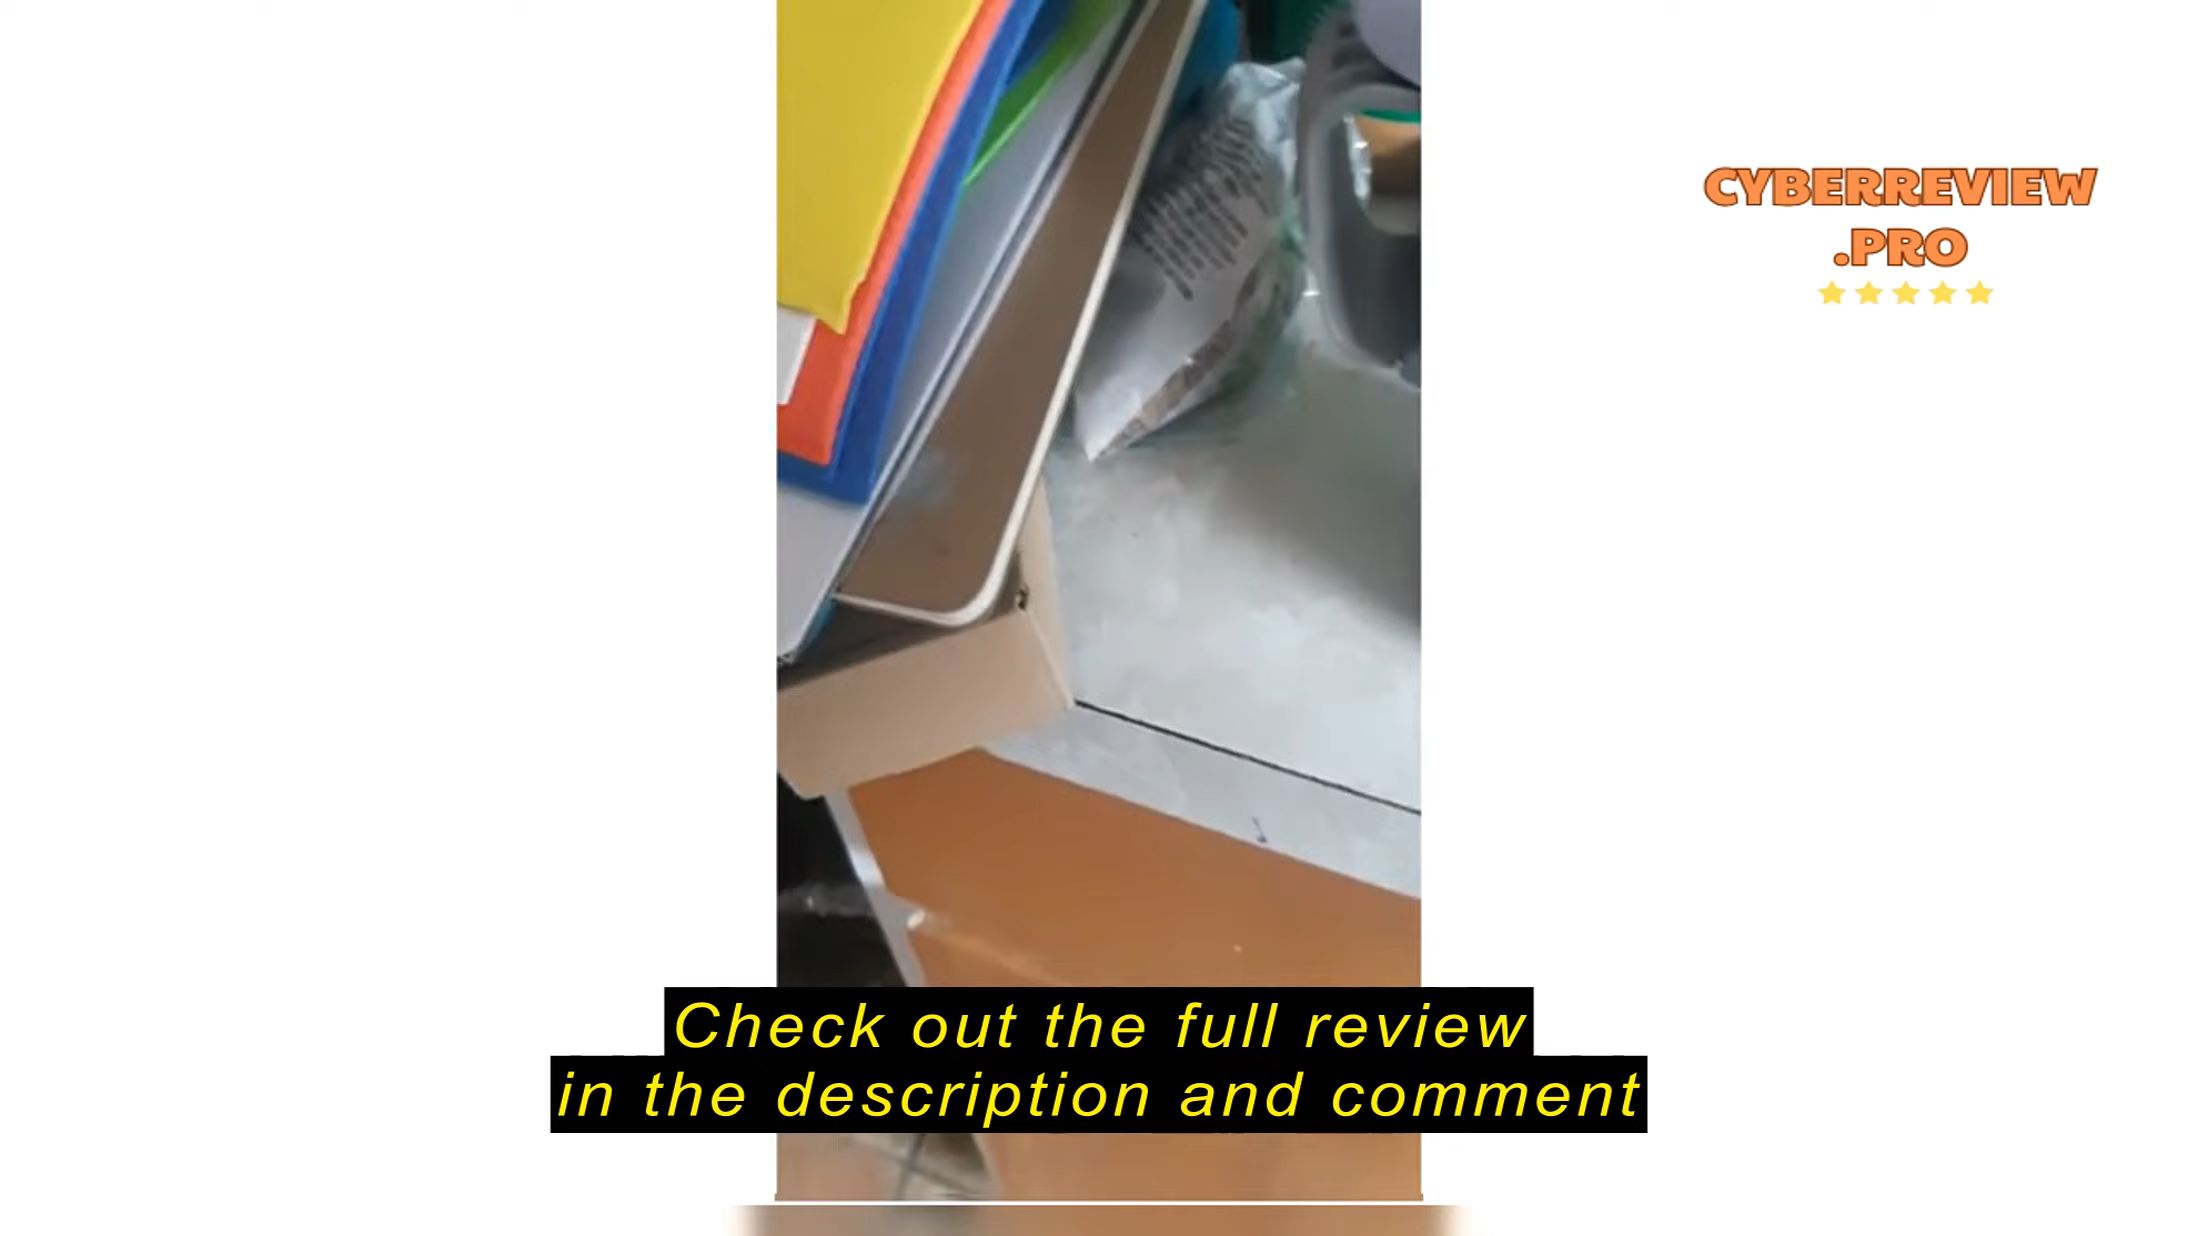 CYBERREVIEW
.PRO
Check out the full review
in the description and comment